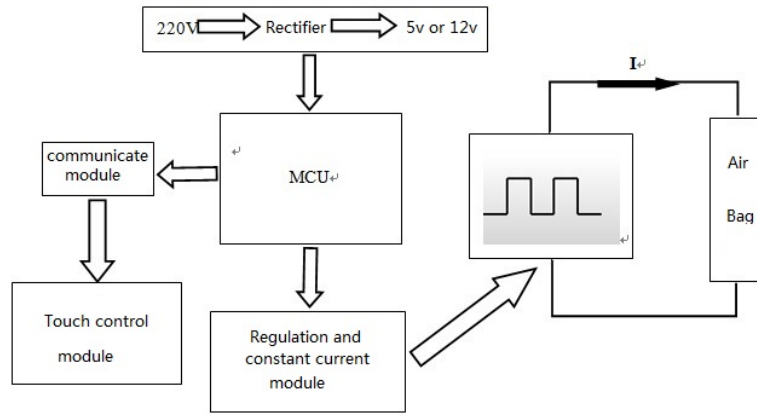 220V Rectifier 5v or 12v
I
communicate
module
MCU
Air
Bag
Touch control
module
Regulation and
constant current
module